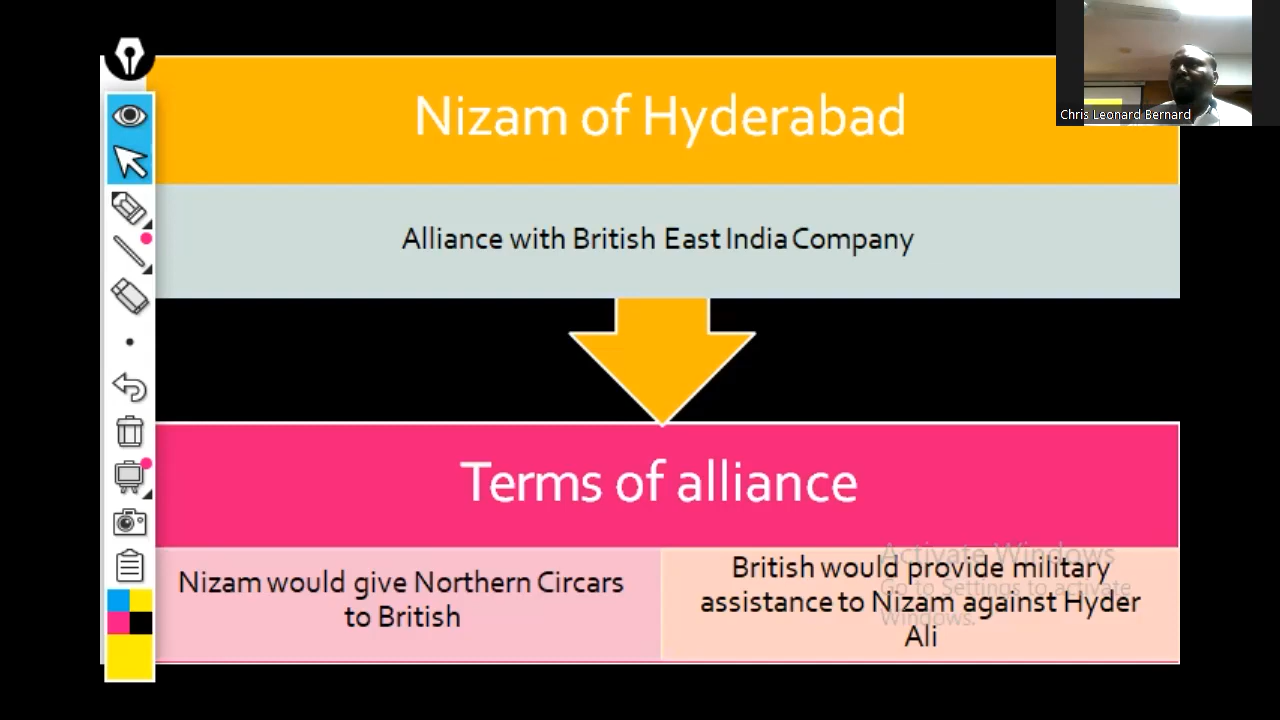 Nizam of Hyderabad
Chris Leonard Bernard
Alliance with British East India Company
Terms of alliance
Nizam would give Northern Circars
to British
British would provide military
assistance to Nizam against Hyder
Ali
Activate Windows
Go to Settings to activate
Windows.